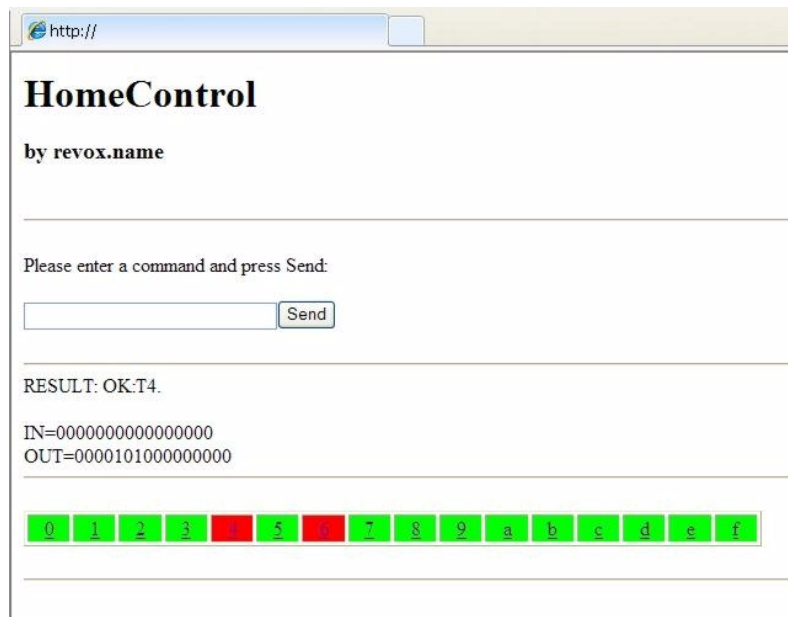 http://
HomeControl
by revox.name
Please enter a command and press Send:
Send
RESULT: OK:T4.
IN=0000000000000000
OUT=0000101000000000
0 1 2 3 4 5 6 7 8 9 a b c d e f